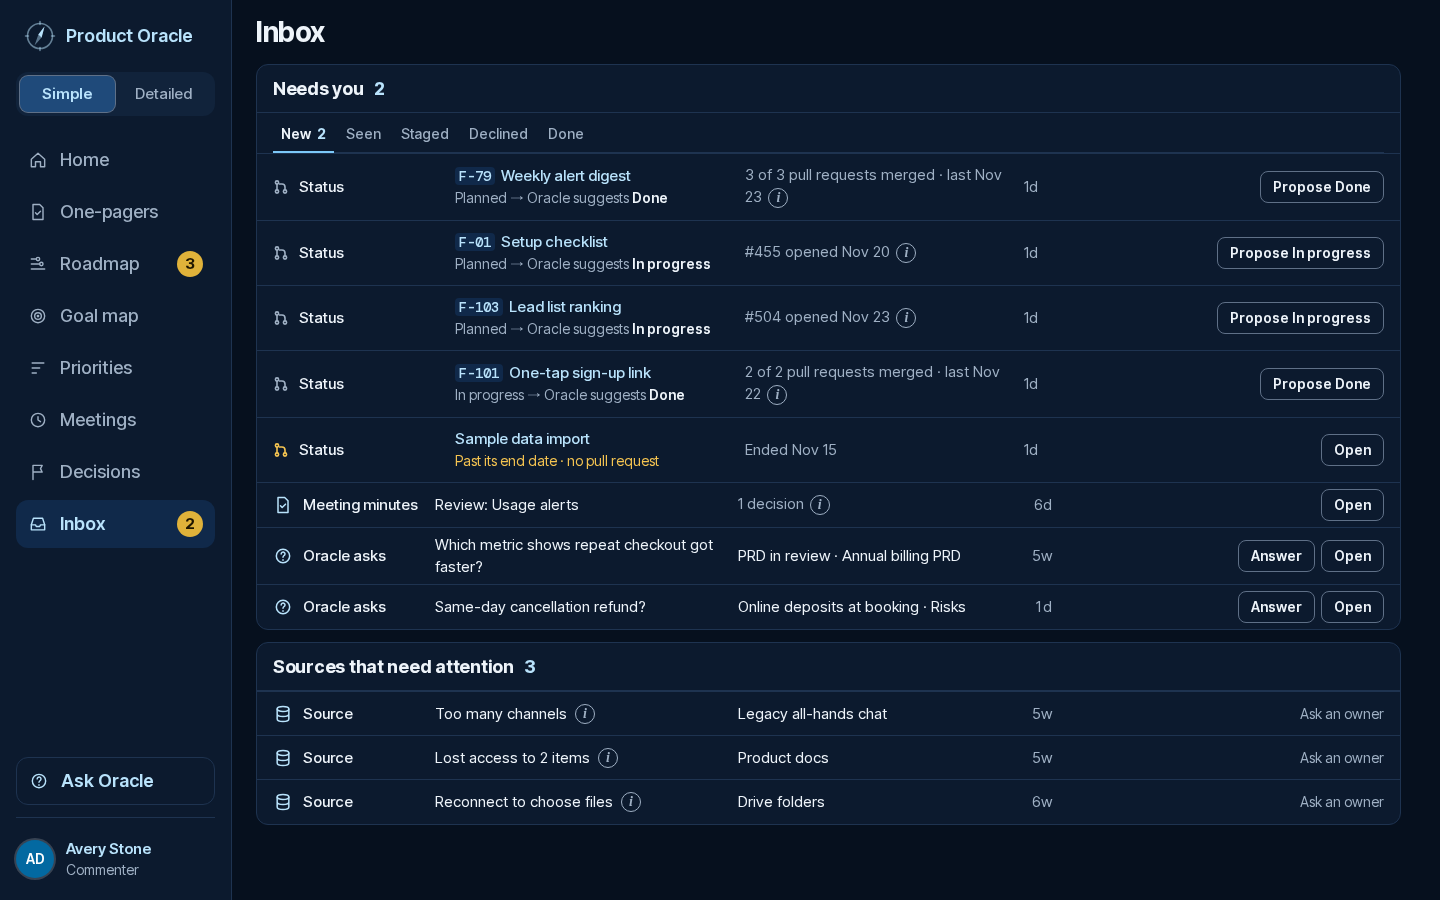 Product Oracle
Simple Detailed
Home
One-pagers
Roadmap 3
Goal map
Priorities
Meetings
Decisions
Inbox 2
Ask Oracle
AD
Avery Stone
Commenter
Inbox
Needs you 2
New 2 Seen Staged Declined Done
Status
F-79 Weekly alert digest
Planned → Oracle suggests Done
3 of 3 pull requests merged · last Nov
23 i
1d
Propose Done
Status
F-01 Setup checklist
Planned → Oracle suggests In progress
#455 opened Nov 20 i
1d
Propose In progress
Status
F-103 Lead list ranking
Planned → Oracle suggests In progress
#504 opened Nov 23 i
1d
Propose In progress
Status
F-101 One-tap sign-up link
In progress → Oracle suggests Done
2 of 2 pull requests merged · last Nov
22 i
1d
Propose Done
Status
Sample data import
Past its end date · no pull request
Ended Nov 15
1d
Open
Meeting minutes Review: Usage alerts 1 decision i 6d Open
Oracle asks
Which metric shows repeat checkout got
faster?
PRD in review · Annual billing PRD 5w Answer Open
Oracle asks Same-day cancellation refund? Online deposits at booking · Risks 1d Answer Open
Sources that need attention 3
Source Too many channels i Legacy all-hands chat 5w Ask an owner
Source Lost access to 2 items i Product docs 5w Ask an owner
Source Reconnect to choose files i Drive folders 6w Ask an owner